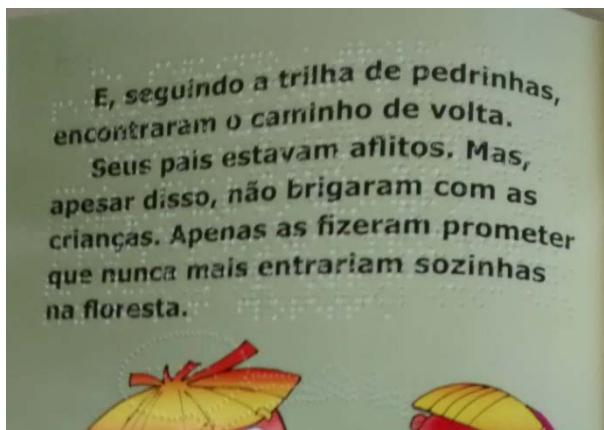 E, seguindo a trilha de pedrinhas,
encontraram o caminho de volta.
Seus pais estavam aflitos. Mas,
apesar disso, não brigaram com as
crianças. Apenas as fizeram prometer
que nunca mais entrariam sozinhas
na floresta.